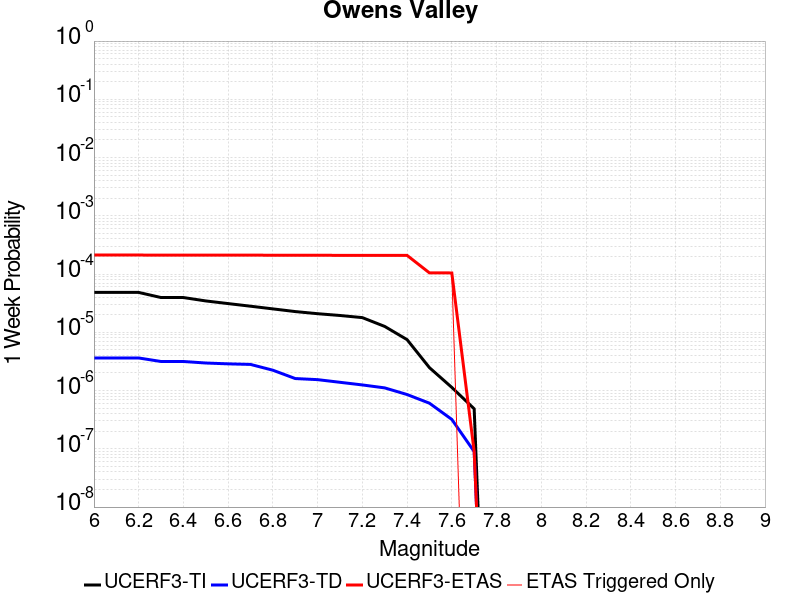 Owens Valley
10 0
10 -1
10 -2
10 -3
10 -4
10 -5
10 -6
10 -7
10 -8
1 Week Probability
6 6.2 6.4 6.6 6.8 7 7.2 7.4 7.6 7.8 8 8.2 8.4 8.6 8.8 9
Magnitude
UCERF3-TI UCERF3-TD UCERF3-ETAS ETAS Triggered Only